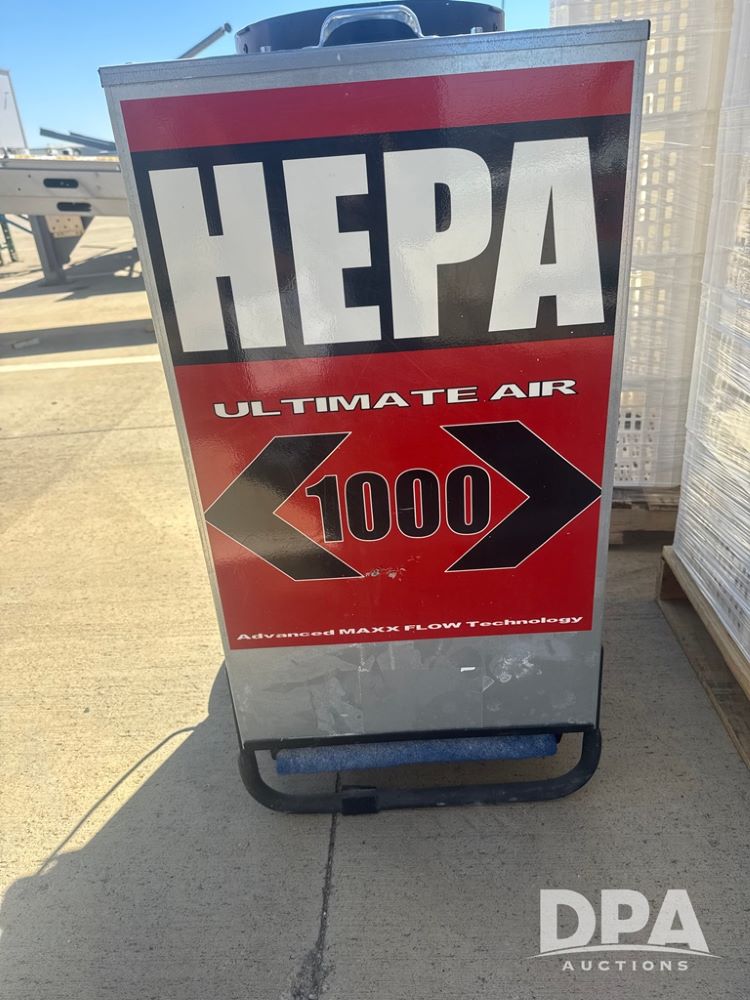 HEPA
ULTIMATE AIR
1000
Advanced MAXX FLOW Technology
DPA
AUCTIONS